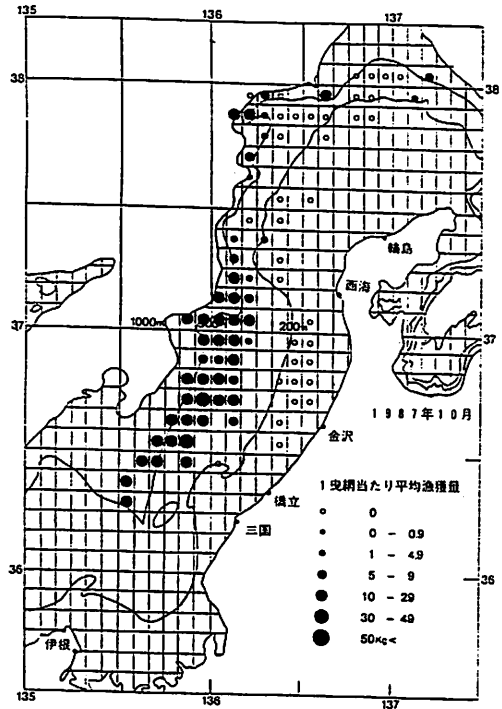 135
136
137
38
38
輪島
西海
1000m
500
200m
37
37
1987年10月
金沢
1曳網当たり平均漁獲量
橋立
0
三国
0 - 0.9
1 - 4.9
5 - 9
36
36
10 - 29
30 - 49
伊根
50Kg<
135
136
137